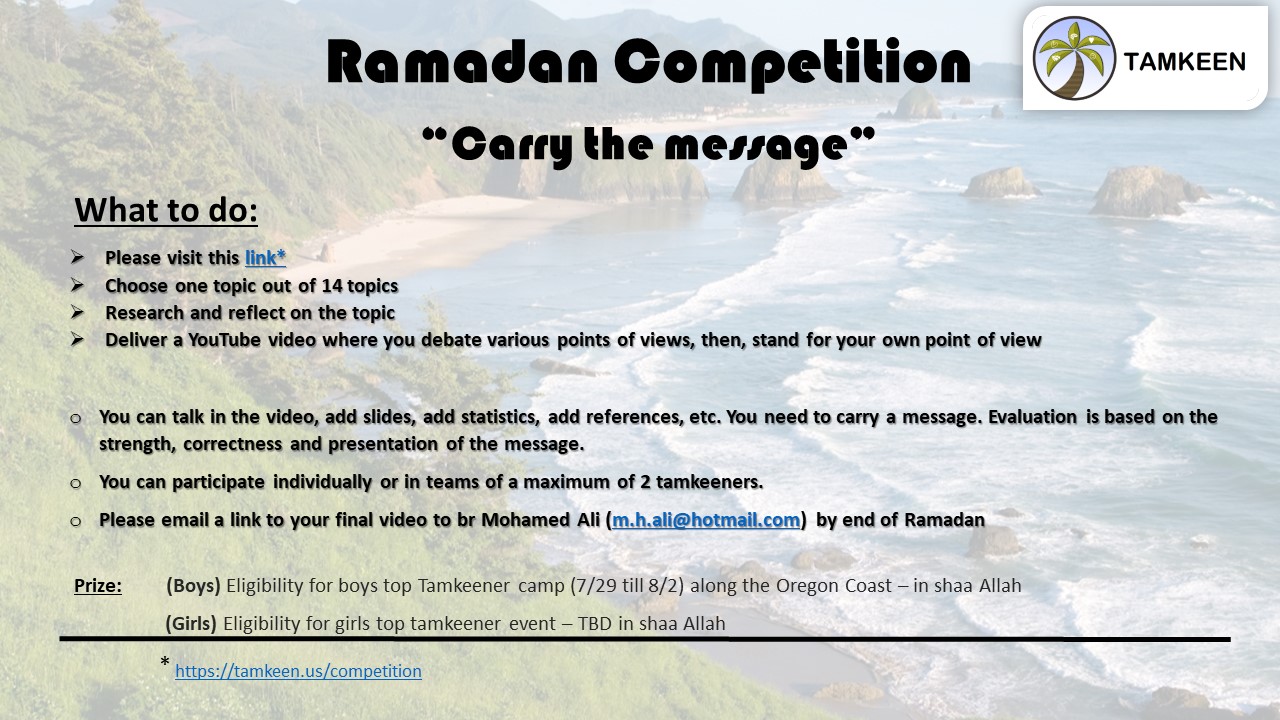 Ramadan Competition
TAMKEEN
“Carry the message”
What to do:
➢ Please visit this link*
➢ Choose one topic out of 14 topics
➢ Research and reflect on the topic
➢ Deliver a YouTube video where you debate various points of views, then, stand for your own point of view
o You can talk in the video, add slides, add statistics, add references, etc. You need to carry a message. Evaluation is based on the
strength, correctness and presentation of the message.
o You can participate individually or in teams of a maximum of 2 tamkeeners.
o Please email a link to your final video to br Mohamed Ali (m.h.ali@hotmail.com) by end of Ramadan
Prize: (Boys) Eligibility for boys top Tamkeener camp (7/29 till 8/2) along the Oregon Coast – in shaa Allah
(Girls) Eligibility for girls top tamkeener event – TBD in shaa Allah
* https://tamkeen.us/competition